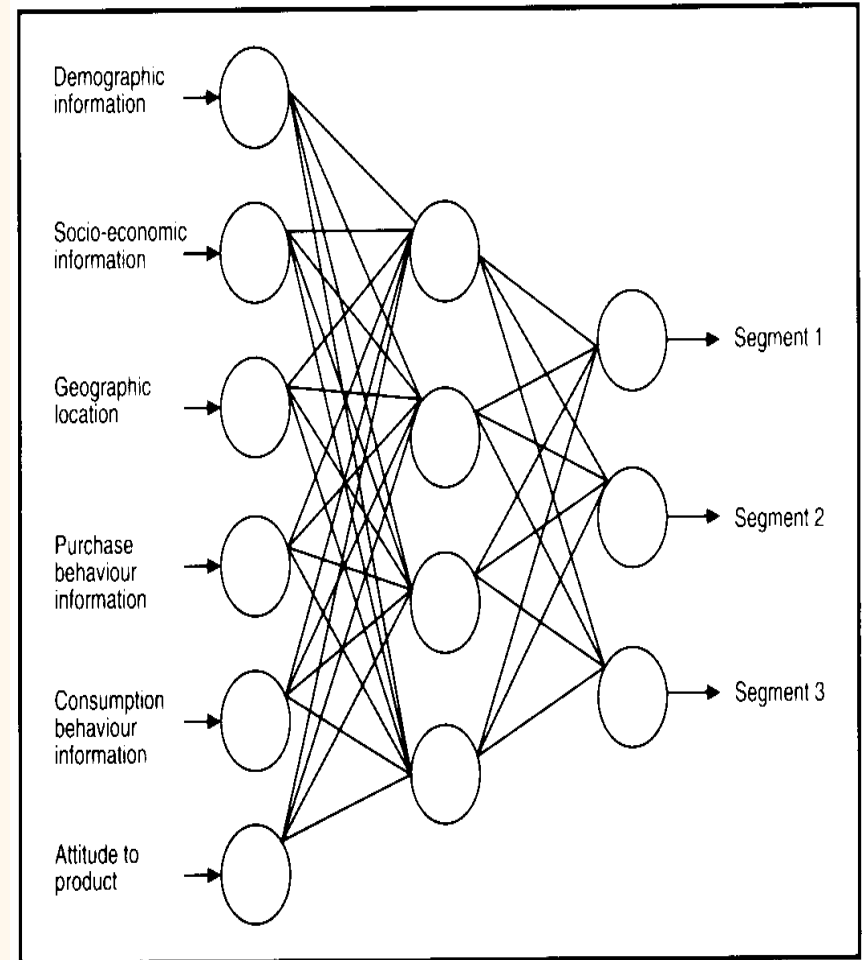 Demographic
information
Socio-economic
information
Geographic
location
Purchase
behaviour
information
Consumption
behaviour
information
Attitude to
product
Segment 1
Segment 2
Segment 3